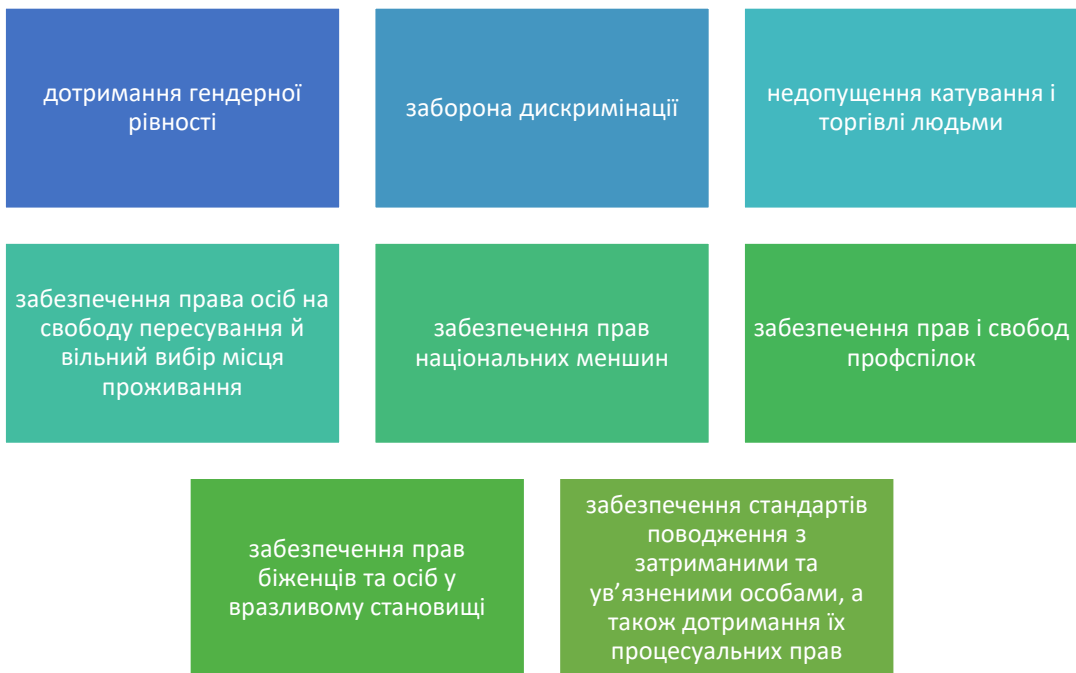 дотримання гендерної
рівності
заборона дискримінації
недопущення катування і
торгівлі людьми
забезпечення права осіб на
свободу пересування й
вільний вибір місця
проживання
забезпечення прав
національних меншин
забезпечення прав і свобод
профспілок
забезпечення прав
біженців та осіб у
вразливому становищі
забезпечення стандартів
поводження з
затриманими та
ув’язненими особами, а
також дотримання їх
процесуальних прав